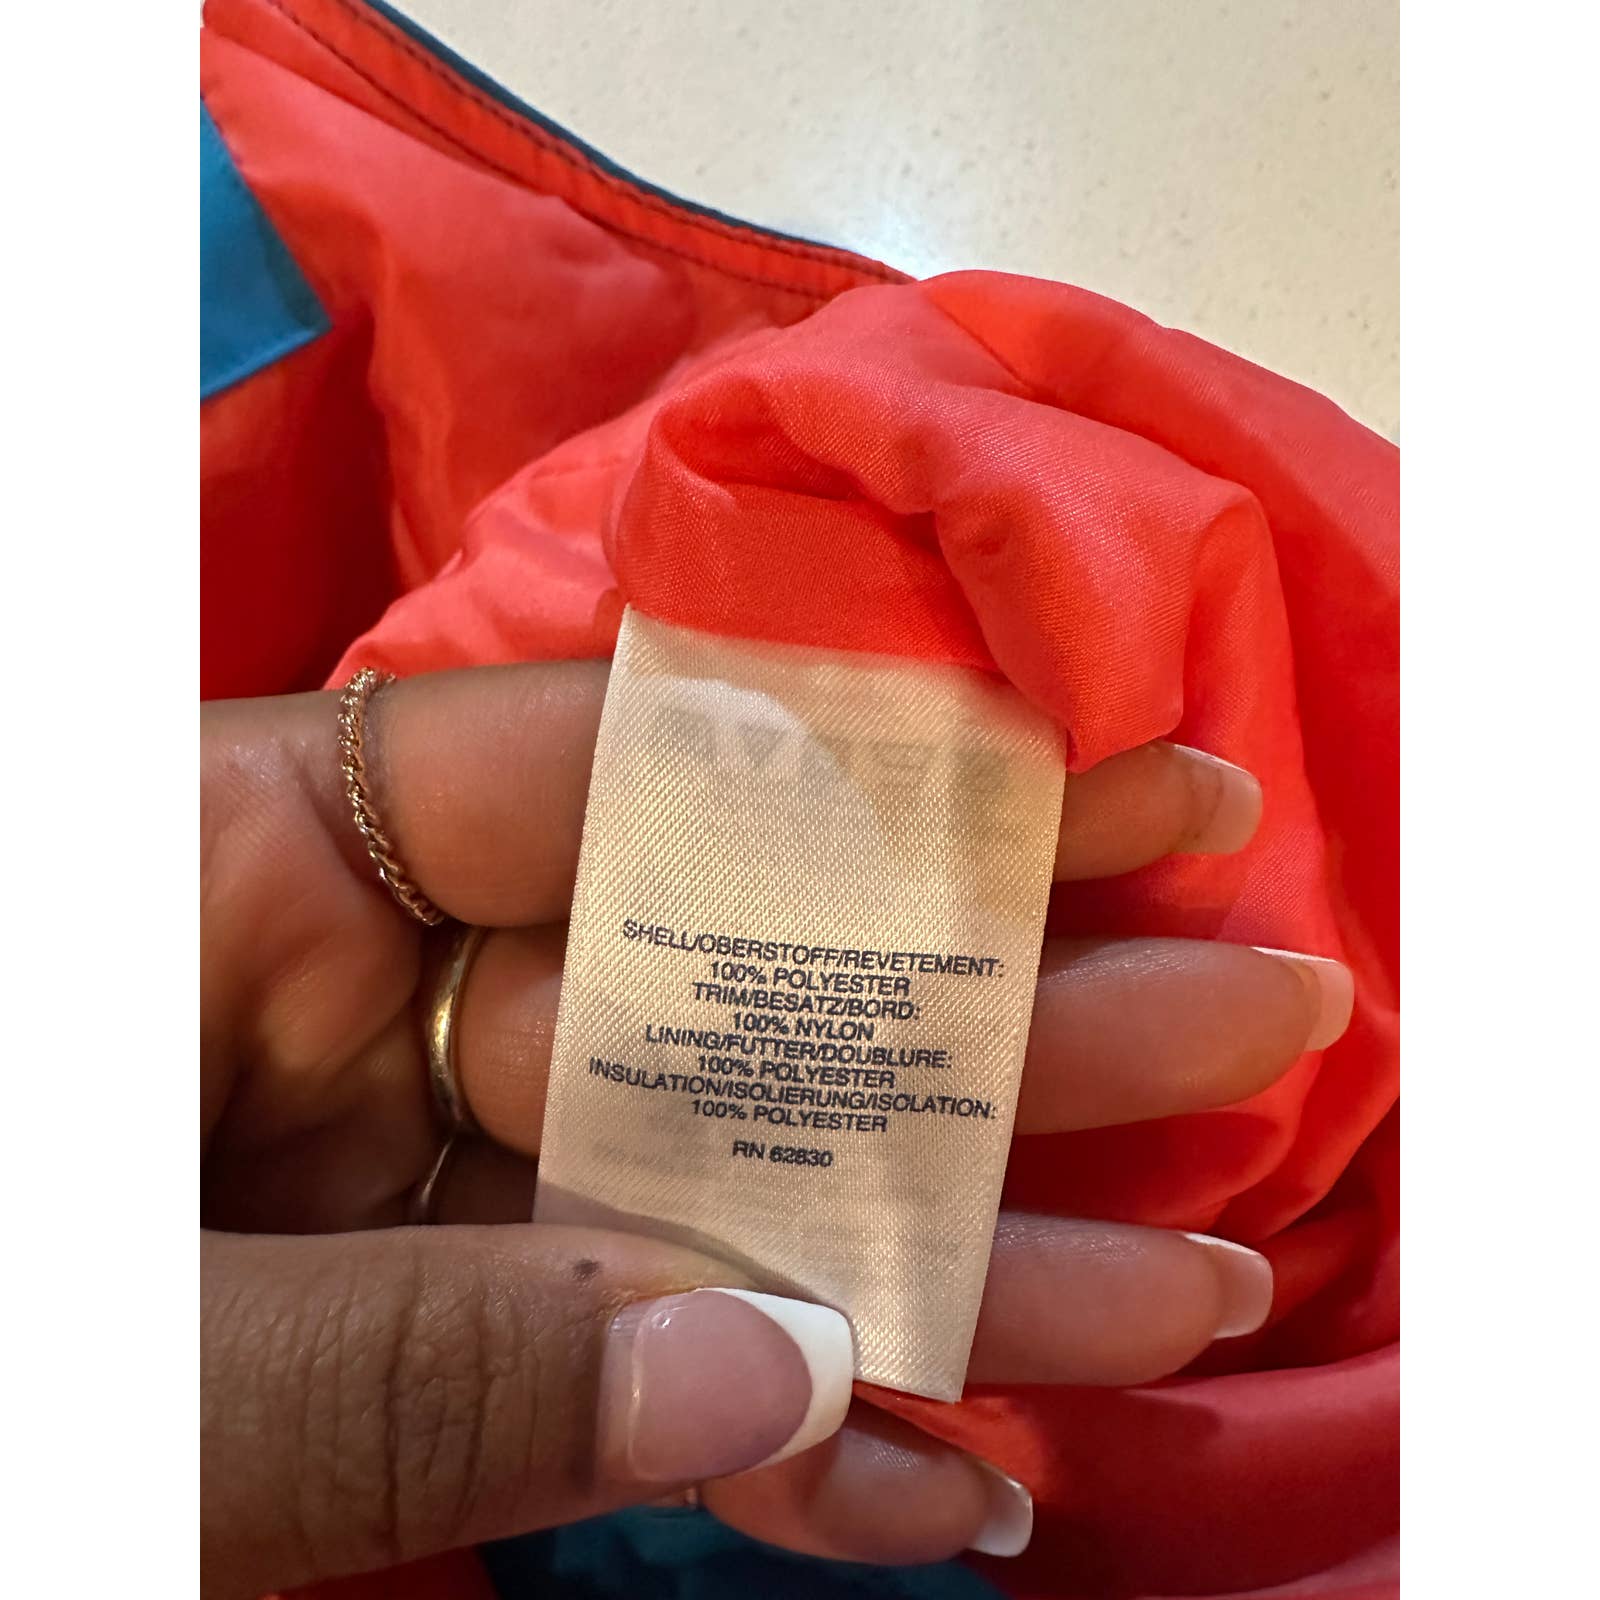 SHELL/OBERSTOFF/REVETEMENT:
100% POLYESTER
TRIM/BESATZ/BORD:
100% NYLON
LINING/FUTTER/DOUBLURE:
100% POLYESTER
INSULATION/ISOLIERUNG/ISOLATION:
100% POLYESTER
RN 62830